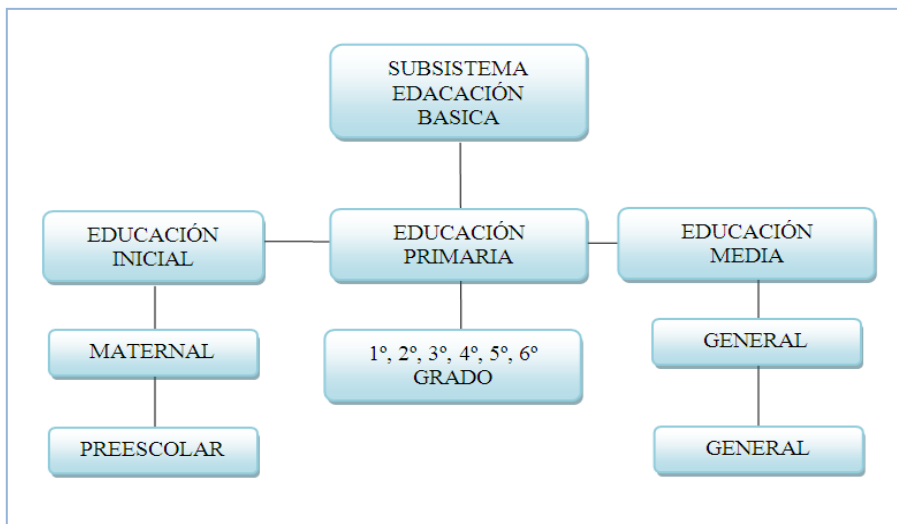 SUBSISTEMA
EDACACIÓN
BASICA
EDUCACIÓN
INICIAL
EDUCACIÓN
PRIMARIA
EDUCACIÓN
MEDIA
MATERNAL
1º, 2º, 3º, 4º, 5º, 6º
GRADO
GENERAL
PREESCOLAR
GENERAL